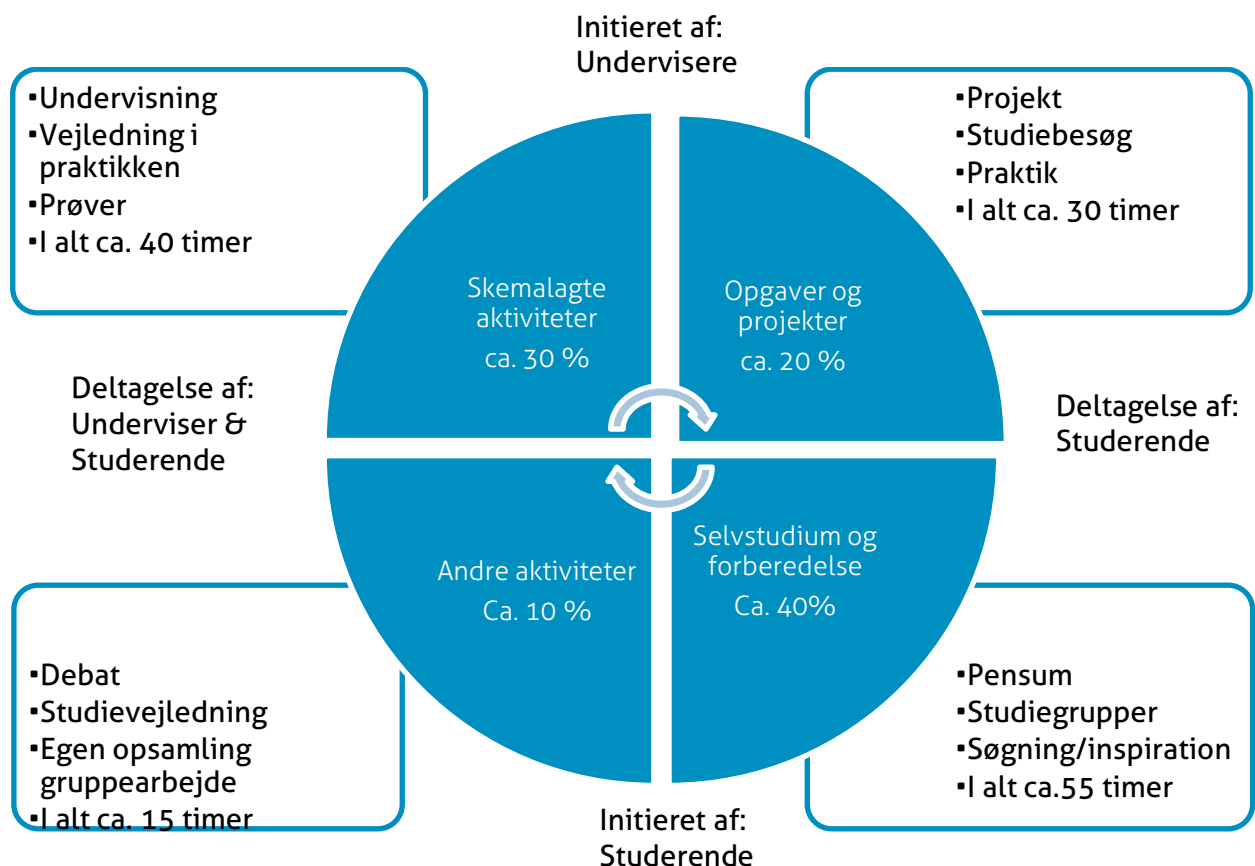 Initieret af:
Undervisere
▪Undervisning
▪Vejledning i
praktikken
▪Prøver
▪I alt ca. 40 timer
▪Projekt
▪Studiebesøg
▪Praktik
▪I alt ca. 30 timer
Skemalagte
aktiviteter
ca. 30 %
Opgaver og
projekter
ca. 20 %
Deltagelse af:
Underviser &
Studerende
Deltagelse af:
Studerende
Andre aktiviteter
Ca. 10 %
Selvstudium og
forberedelse
Ca. 40%
▪Debat
▪Studievejledning
▪Egen opsamling
gruppearbejde
▪I alt ca. 15 timer
▪Pensum
▪Studiegrupper
▪Søgning/inspiration
▪I alt ca.55 timer
Initieret af:
Studerende